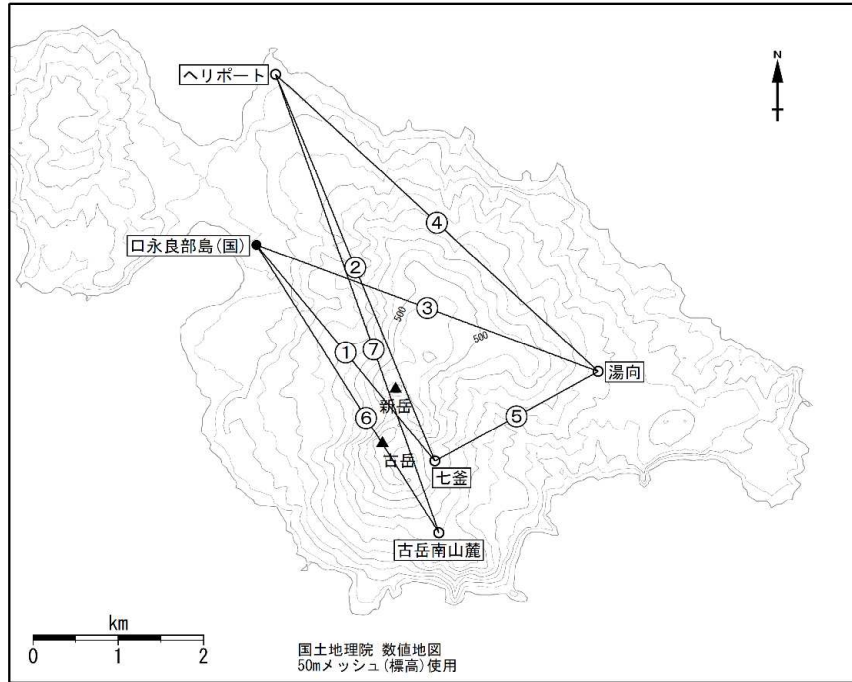 N
ヘリポート
④
口永良部島(国)
②
③
500
500
①
⑦
湯向
新岳
⑥
⑤
古岳
七釜
古岳南山麓
km
0 1 2
国土地理院 数値地図
50mメッシュ(標高)使用